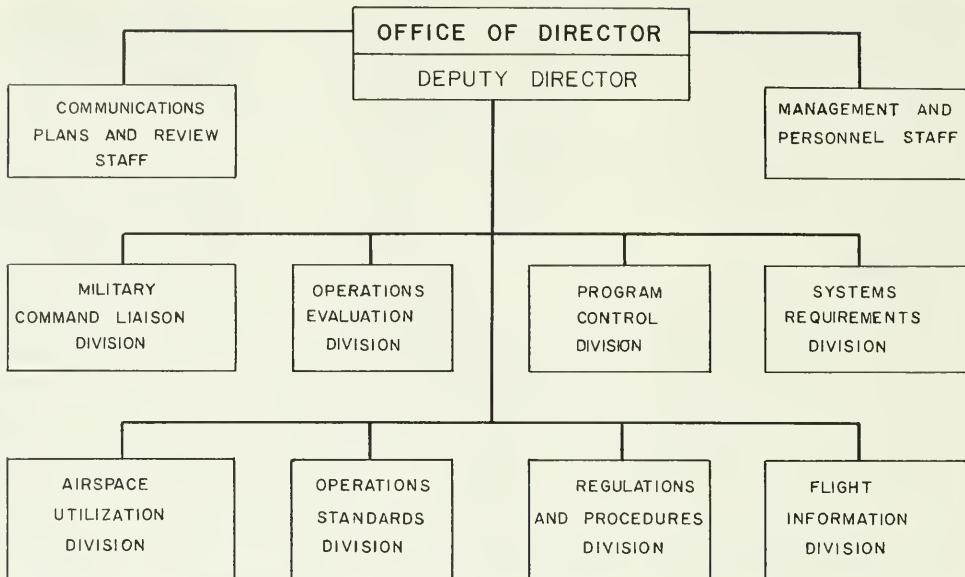 OFFICE OF DIRECTOR
DEPUTY DIRECTOR
COMMUNICATIONS
PLANS AND REVIEW
STAFF
MANAGEMENT AND
PERSONNEL STAFF
MILITARY
COMMAND LIAISON
DIVISION
OPERATIONS
EVALUATION
DIVISION
PROGRAM
CONTROL
DIVISION
SYSTEMS
REQUIREMENTS
DIVISION
AIRSPACE
UTILIZATION
DIVISION
OPERATIONS
STANDARDS
DIVISION
REGULATIONS
AND PROCEDURES
DIVISION
FLIGHT
INFORMATION
DIVISION